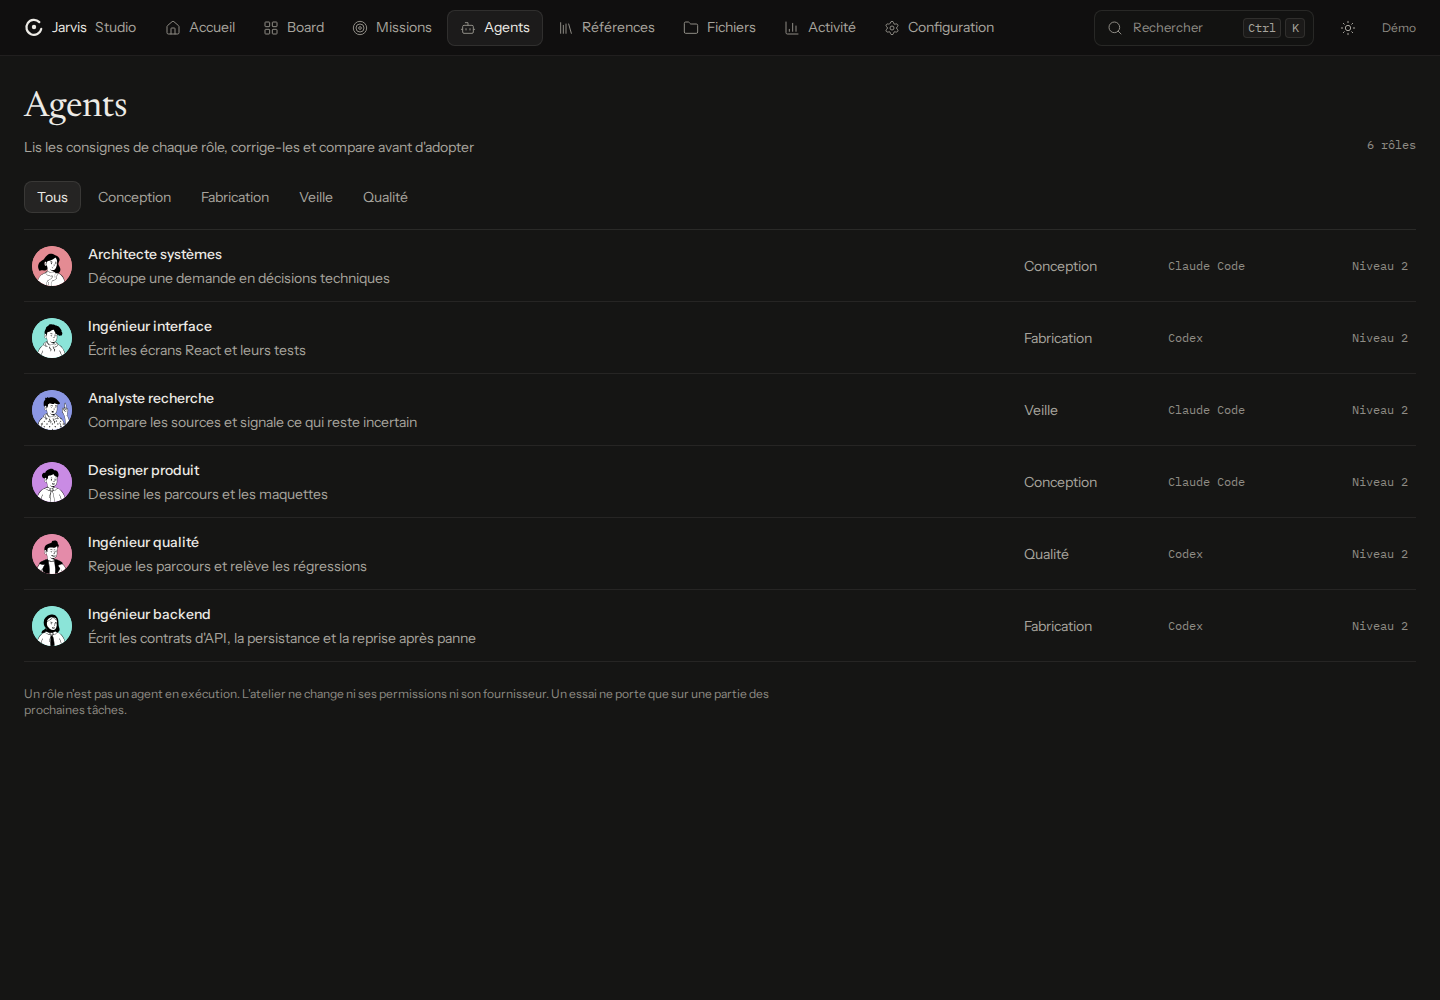 Jarvis Studio Accueil Board Missions Agents Références Fichiers Activité Configuration Rechercher Ctrl K Démo
Agents
Lis les consignes de chaque rôle, corrige-les et compare avant d'adopter
6 rôles
Tous Conception Fabrication Veille Qualité
Architecte systèmes
Découpe une demande en décisions techniques
Conception Claude Code Niveau 2
Ingénieur interface
Écrit les écrans React et leurs tests
Fabrication Codex Niveau 2
Analyste recherche
Compare les sources et signale ce qui reste incertain
Veille Claude Code Niveau 2
Designer produit
Dessine les parcours et les maquettes
Conception Claude Code Niveau 2
Ingénieur qualité
Rejoue les parcours et relève les régressions
Qualité Codex Niveau 2
Ingénieur backend
Écrit les contrats d'API, la persistance et la reprise après panne
Fabrication Codex Niveau 2
Un rôle n'est pas un agent en exécution. L'atelier ne change ni ses permissions ni son fournisseur. Un essai ne porte que sur une partie des
prochaines tâches.